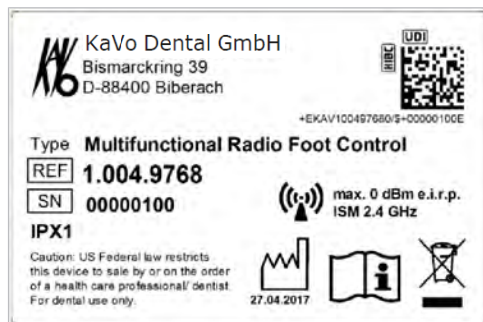 KaVo Dental GmbH
Bismarckring 39
D-88400 Biberach
UDI
HIBC
+EKAV100497680/$+00000100E
Type Multifunctional Radio Foot Control
REF 1.004.9768
SN 00000100
max. 0 dBm e.i.r.p.
ISM 2.4 GHz
IPX1
Caution: US Federal law restricts
this device to sale by or on the order
of a health care professional/ dentist.
For dental use only.
27.04.2017